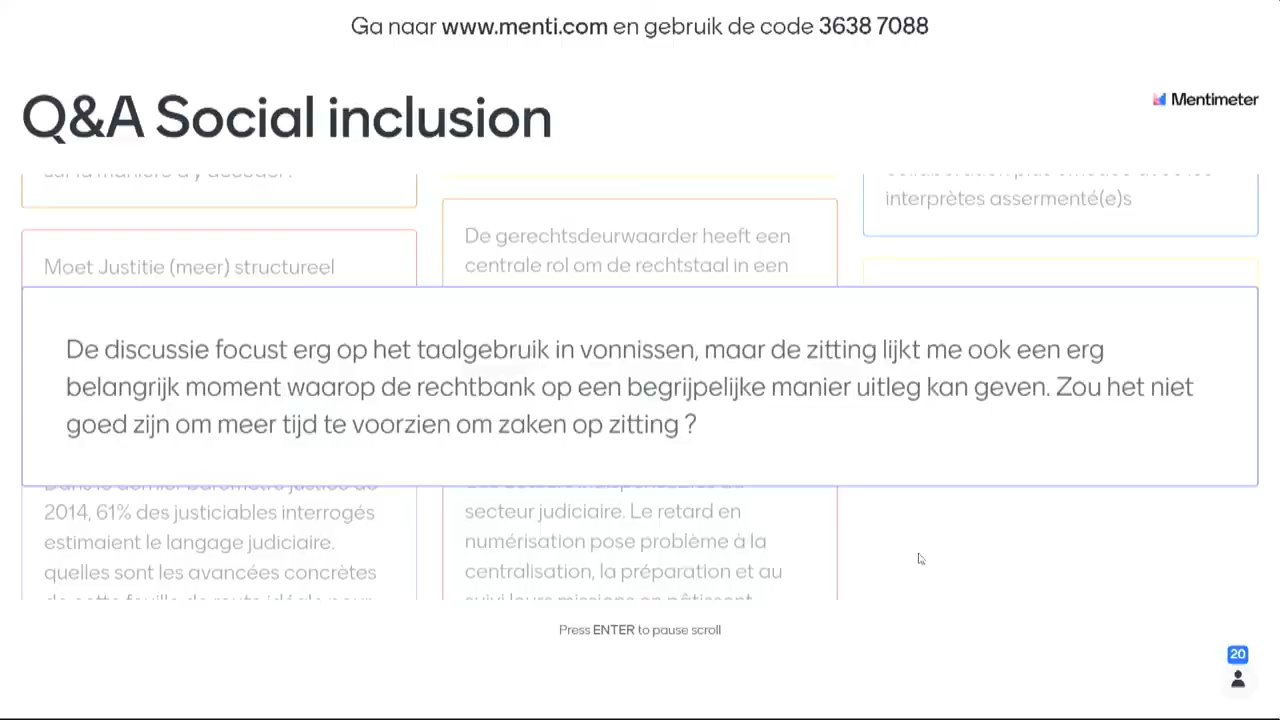 Ga naar www.menti.com en gebruik de code 3638 7088
Q&A Social inclusion
Mentimeter
interprètes assermenté(e)s
De gerechtsdeurwaarder heeft een
centrale rol om de rechtstaal in een
Moet Justitie (meer) structureel
De discussie focust erg op het taalgebruik in vonnissen, maar de zitting lijkt me ook een erg
belangrijk moment waarop de rechtbank op een begrijpelijke manier uitleg kan geven. Zou het niet
goed zijn om meer tijd te voorzien om zaken op zitting ?
2014, 61% des justiciables interrogés
estimaient le langage judiciaire.
quelles sont les avancées concrètes
secteur judiciaire. Le retard en
numérisation pose problème à la
centralisation, la préparation et au
Press ENTER to pause scroll
20